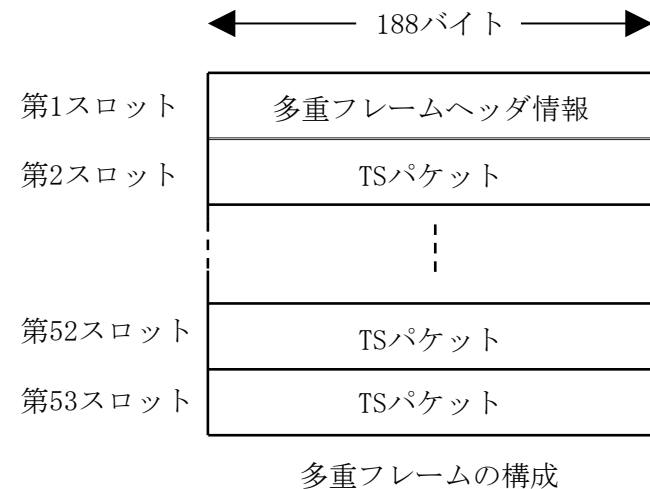 188バイト
第1スロット 多重フレームヘッダ情報
第2スロット TSパケット
第52スロット TSパケット
第53スロット TSパケット
多重フレームの構成